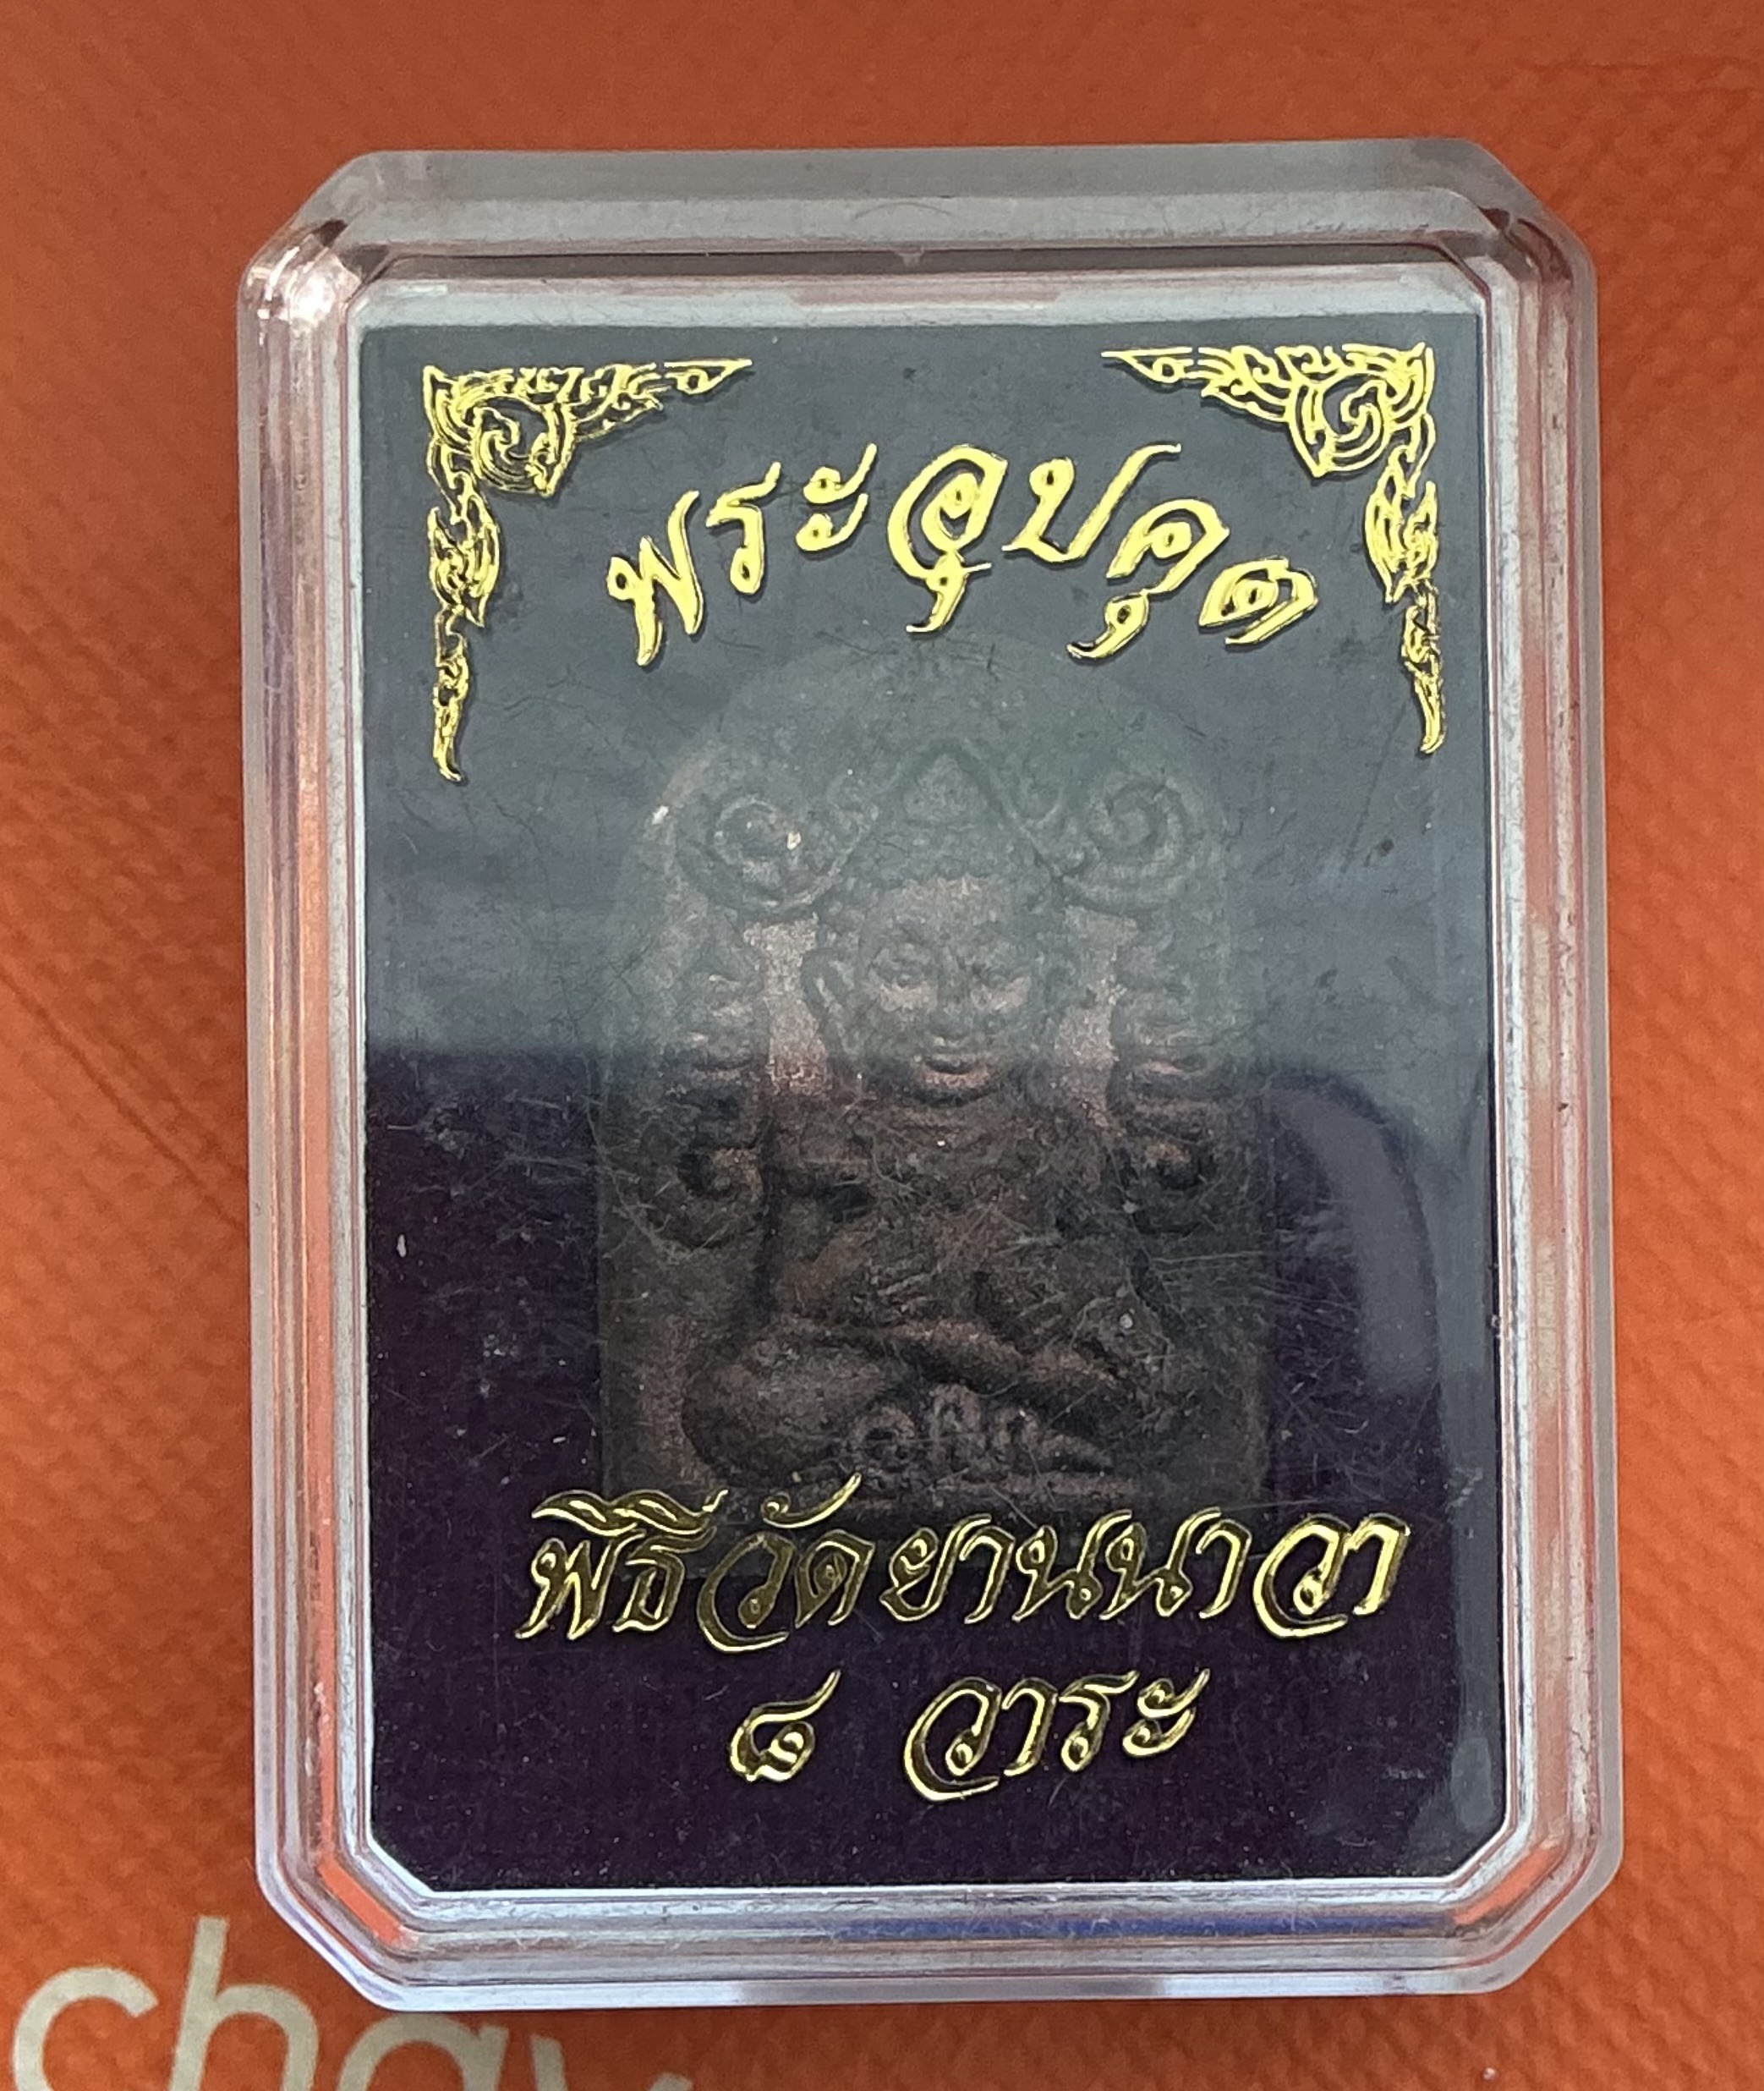 พระอุปคุต
พิธีวัดยานนาวา
๘ วาระ
chay